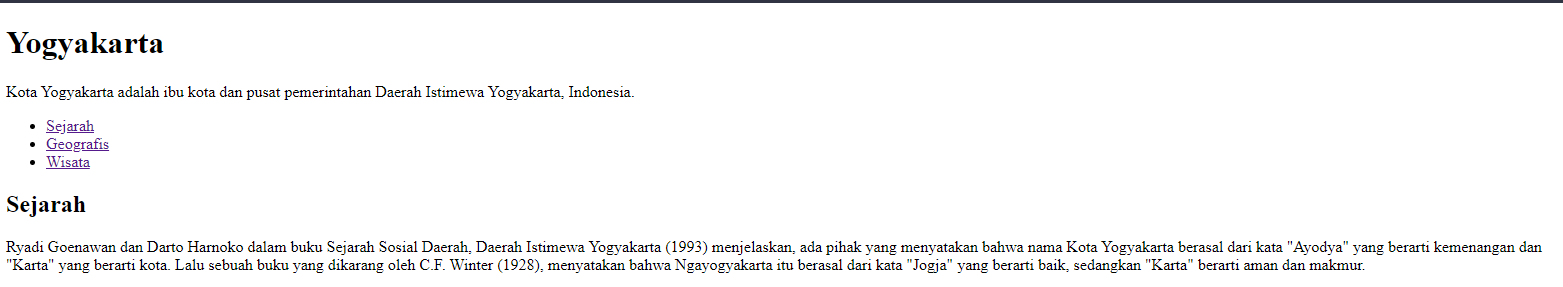 Yogyakarta
Kota Yogyakarta adalah ibu kota dan pusat pemerintahan Daerah Istimewa Yogyakarta, Indonesia.
Sejarah
Geografis
Wisata
Sejarah
Ryadi Goenawan dan Darto Harnoko dalam buku Sejarah Sosial Daerah, Daerah Istimewa Yogyakarta (1993) menjelaskan, ada pihak yang menyatakan bahwa nama Kota Yogyakarta berasal dari kata "Ayodya" yang berarti kemenangan dan
"Karta" yang berarti kota. Lalu sebuah buku yang dikarang oleh C.F. Winter (1928), menyatakan bahwa Ngayogyakarta itu berasal dari kata "Jogja" yang berarti baik, sedangkan "Karta" berarti aman dan makmur.